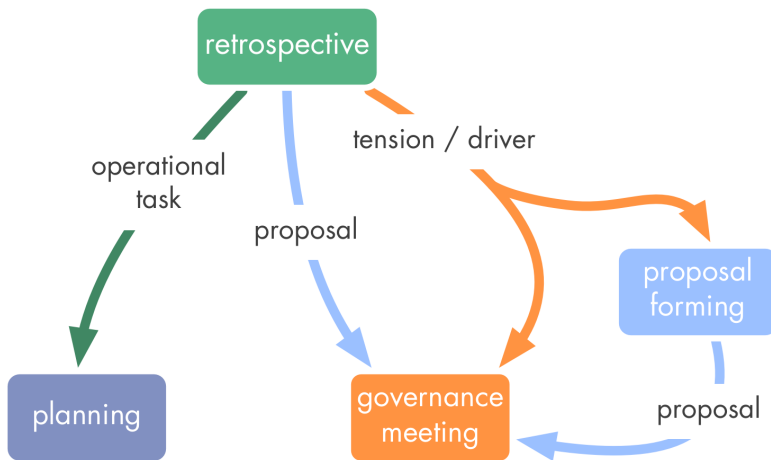 retrospective
tension / driver
operational
task
proposal
proposal
forming
planning
governance
meeting
proposal